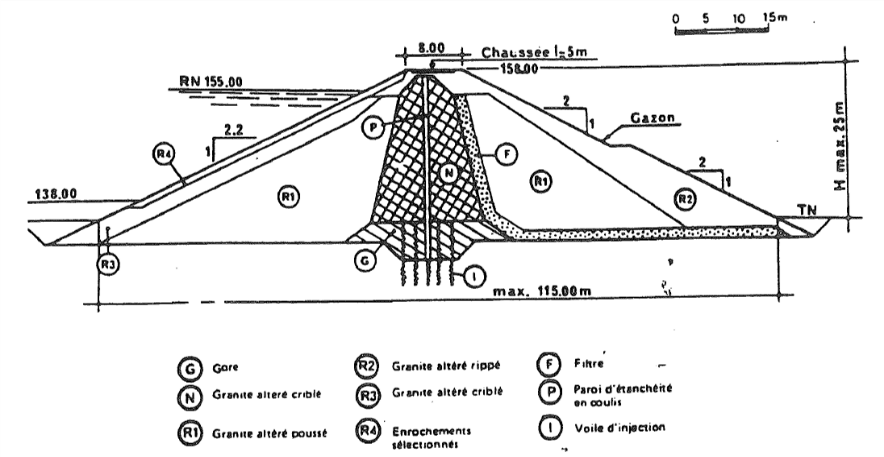 0 5 10 15m
8.00
Chaussée l=5m
158.00
RN 155.00
2
1
Gazon
2.2
1
P
R4
F
N
R1
R1
2
1
R2
H max. 25m
138.00
TN
G
R3
I
max. 115.00m
G Gore
R2 Granite altéré rippé
F Filtre
N Granite altéré criblé
R3 Granite altéré criblé
P Paroi d'étanchéité
en coulis
R1 Granite altéré poussé
R4 Enrochements
sélectionnés
I Voile d'injection